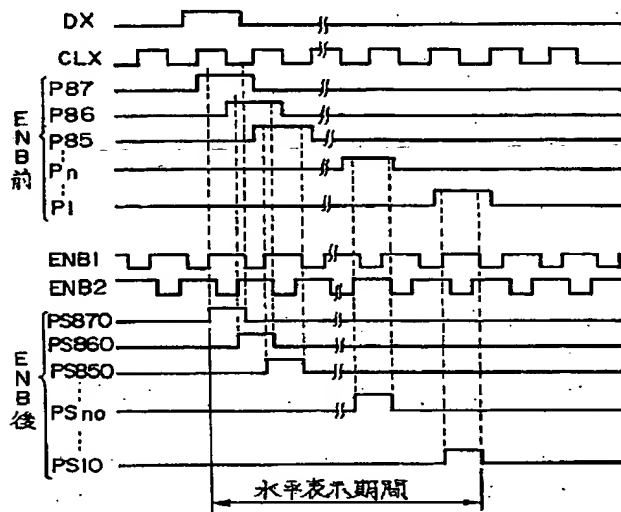 DX
CLX
ENB前
P87
P86
P85
Pn
P1
ENB1
ENB2
ENB後
PS870
PS860
PS850
PSno
PS10
水平表示期間